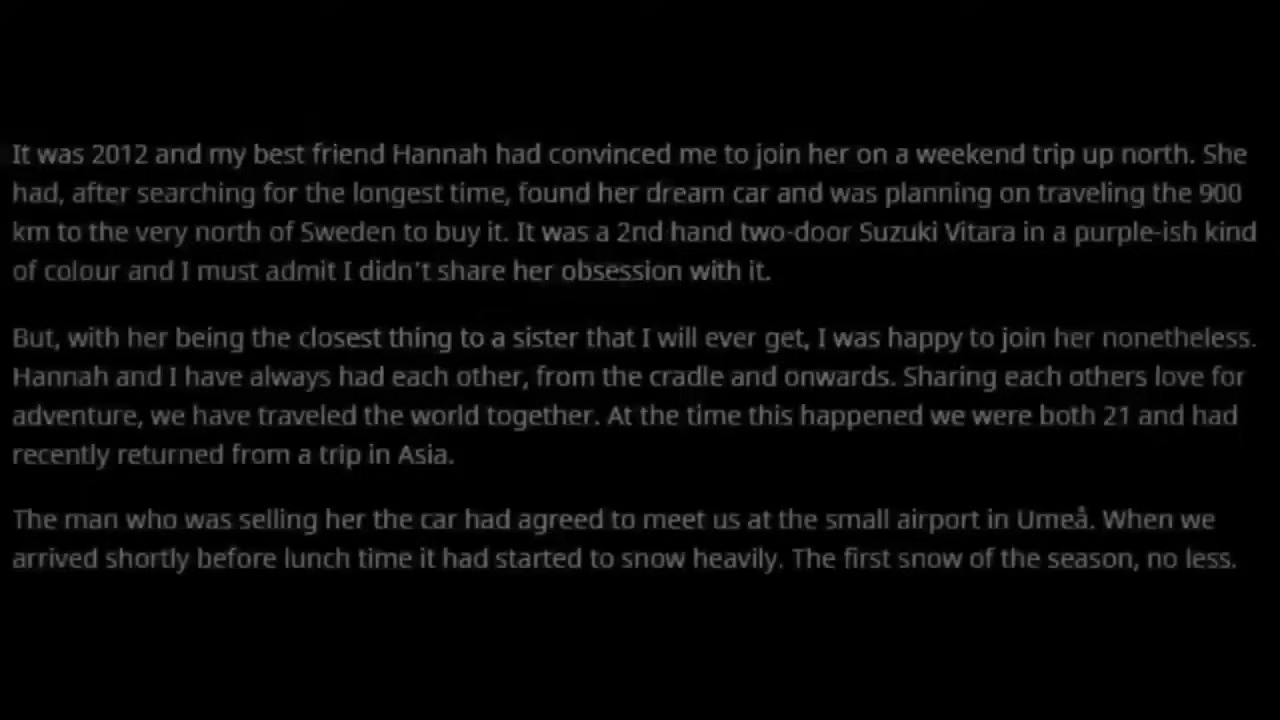 It was 2012 and my best friend Hannah had convinced me to join her on a weekend trip up north. She
had, after searching for the longest time, found her dream car and was planning on traveling the 900
km to the very north of Sweden to buy it. It was a 2nd hand two-door Suzuki Vitara in a purple-ish kind
of colour and I must admit I didn't share her obsession with it.
But, with her being the closest thing to a sister that I will ever get, I was happy to join her nonetheless.
Hannah and I have always had each other, from the cradle and onwards. Sharing each others love for
adventure, we have traveled the world together. At the time this happened we were both 21 and had
recently returned from a trip in Asia.
The man who was selling her the car had agreed to meet us at the small airport in Umeå. When we
arrived shortly before lunch time it had started to snow heavily. The first snow of the season, no less.